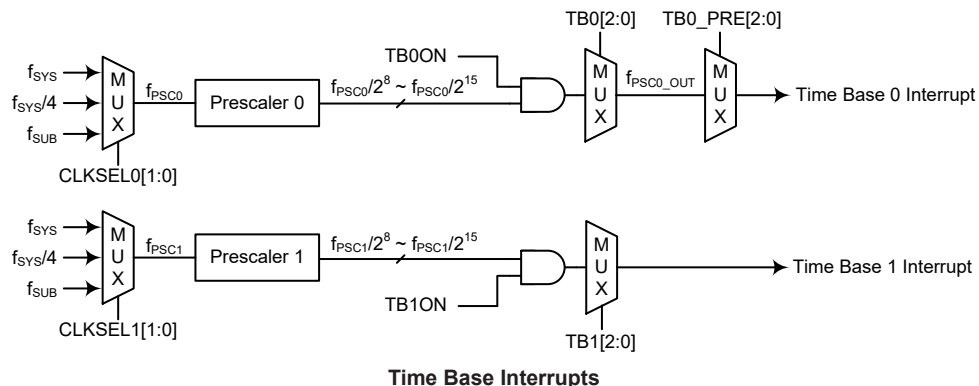 TB0[2:0]
TB0_PRE[2:0]
TB0ON
fSYS
fSYS/4
fSUB
M
U
X
fPSC0
Prescaler 0
fPSC0/2^8 ~ fPSC0/2^15
M
U
X
fPSC0_OUT
M
U
X
Time Base 0 Interrupt
CLKSEL0[1:0]
fSYS
fSYS/4
fSUB
M
U
X
fPSC1
Prescaler 1
fPSC1/2^8 ~ fPSC1/2^15
TB1ON
M
U
X
Time Base 1 Interrupt
CLKSEL1[1:0]
TB1[2:0]
Time Base Interrupts